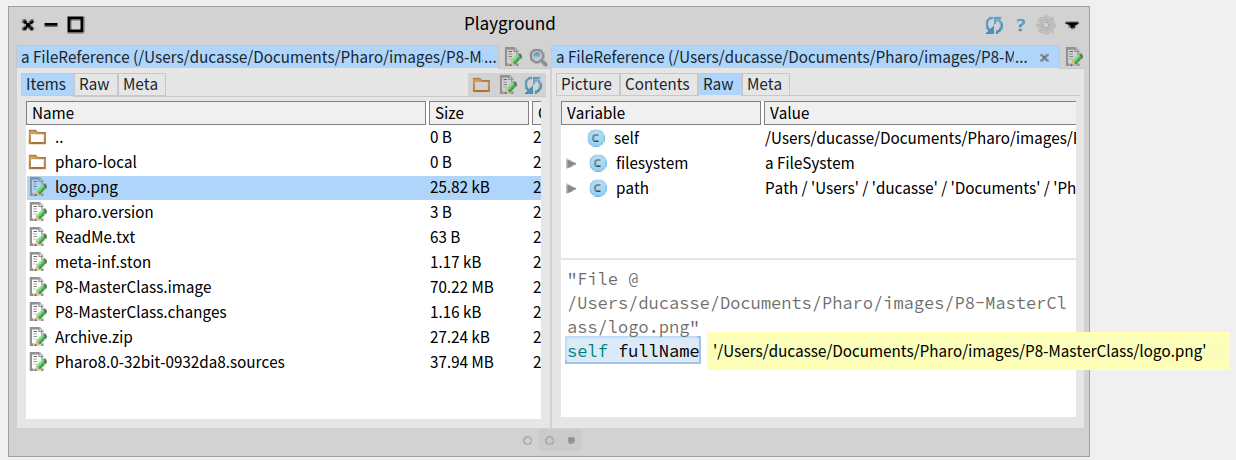 Playground
?
a FileReference (/Users/ducasse/Documents/Pharo/images/P8-M...
Items Raw Meta
Name Size
.. 0 B 2
pharo-local 0 B 2
logo.png 25.82 kB 2
pharo.version 3 B 2
ReadMe.txt 63 B 2
meta-inf.ston 1.17 kB 2
P8-MasterClass.image 70.22 MB 2
P8-MasterClass.changes 1.16 kB 2
Archive.zip 27.24 kB 2
Pharo8.0-32bit-0932da8.sources 37.94 MB 2
a FileReference (/Users/ducasse/Documents/Pharo/images/P8-M...
Picture Contents Raw Meta
Variable Value
C self /Users/ducasse/Documents/Pharo/images/
C filesystem a FileSystem
C path Path / 'Users' / 'ducasse' / 'Documents' / 'Ph
"File @
/Users/ducasse/Documents/Pharo/images/P8-MasterCl
ass/logo.png"
self fullName '/Users/ducasse/Documents/Pharo/images/P8-MasterClass/logo.png'